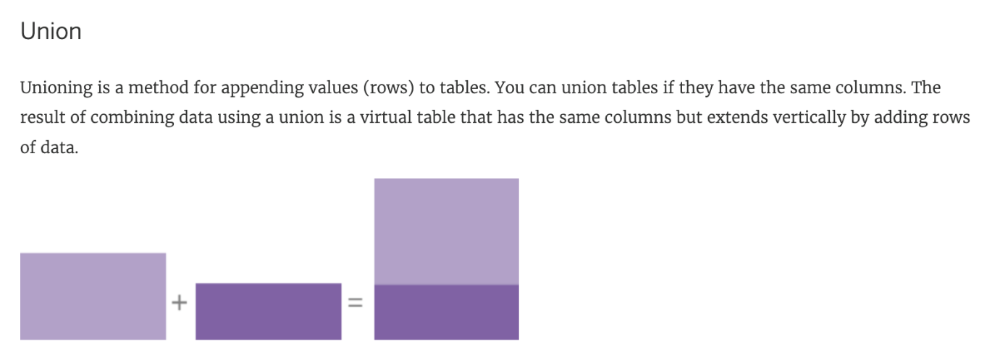 Union
Unioning is a method for appending values (rows) to tables. You can union tables if they have the same columns. The
result of combining data using a union is a virtual table that has the same columns but extends vertically by adding rows
of data.
+ =